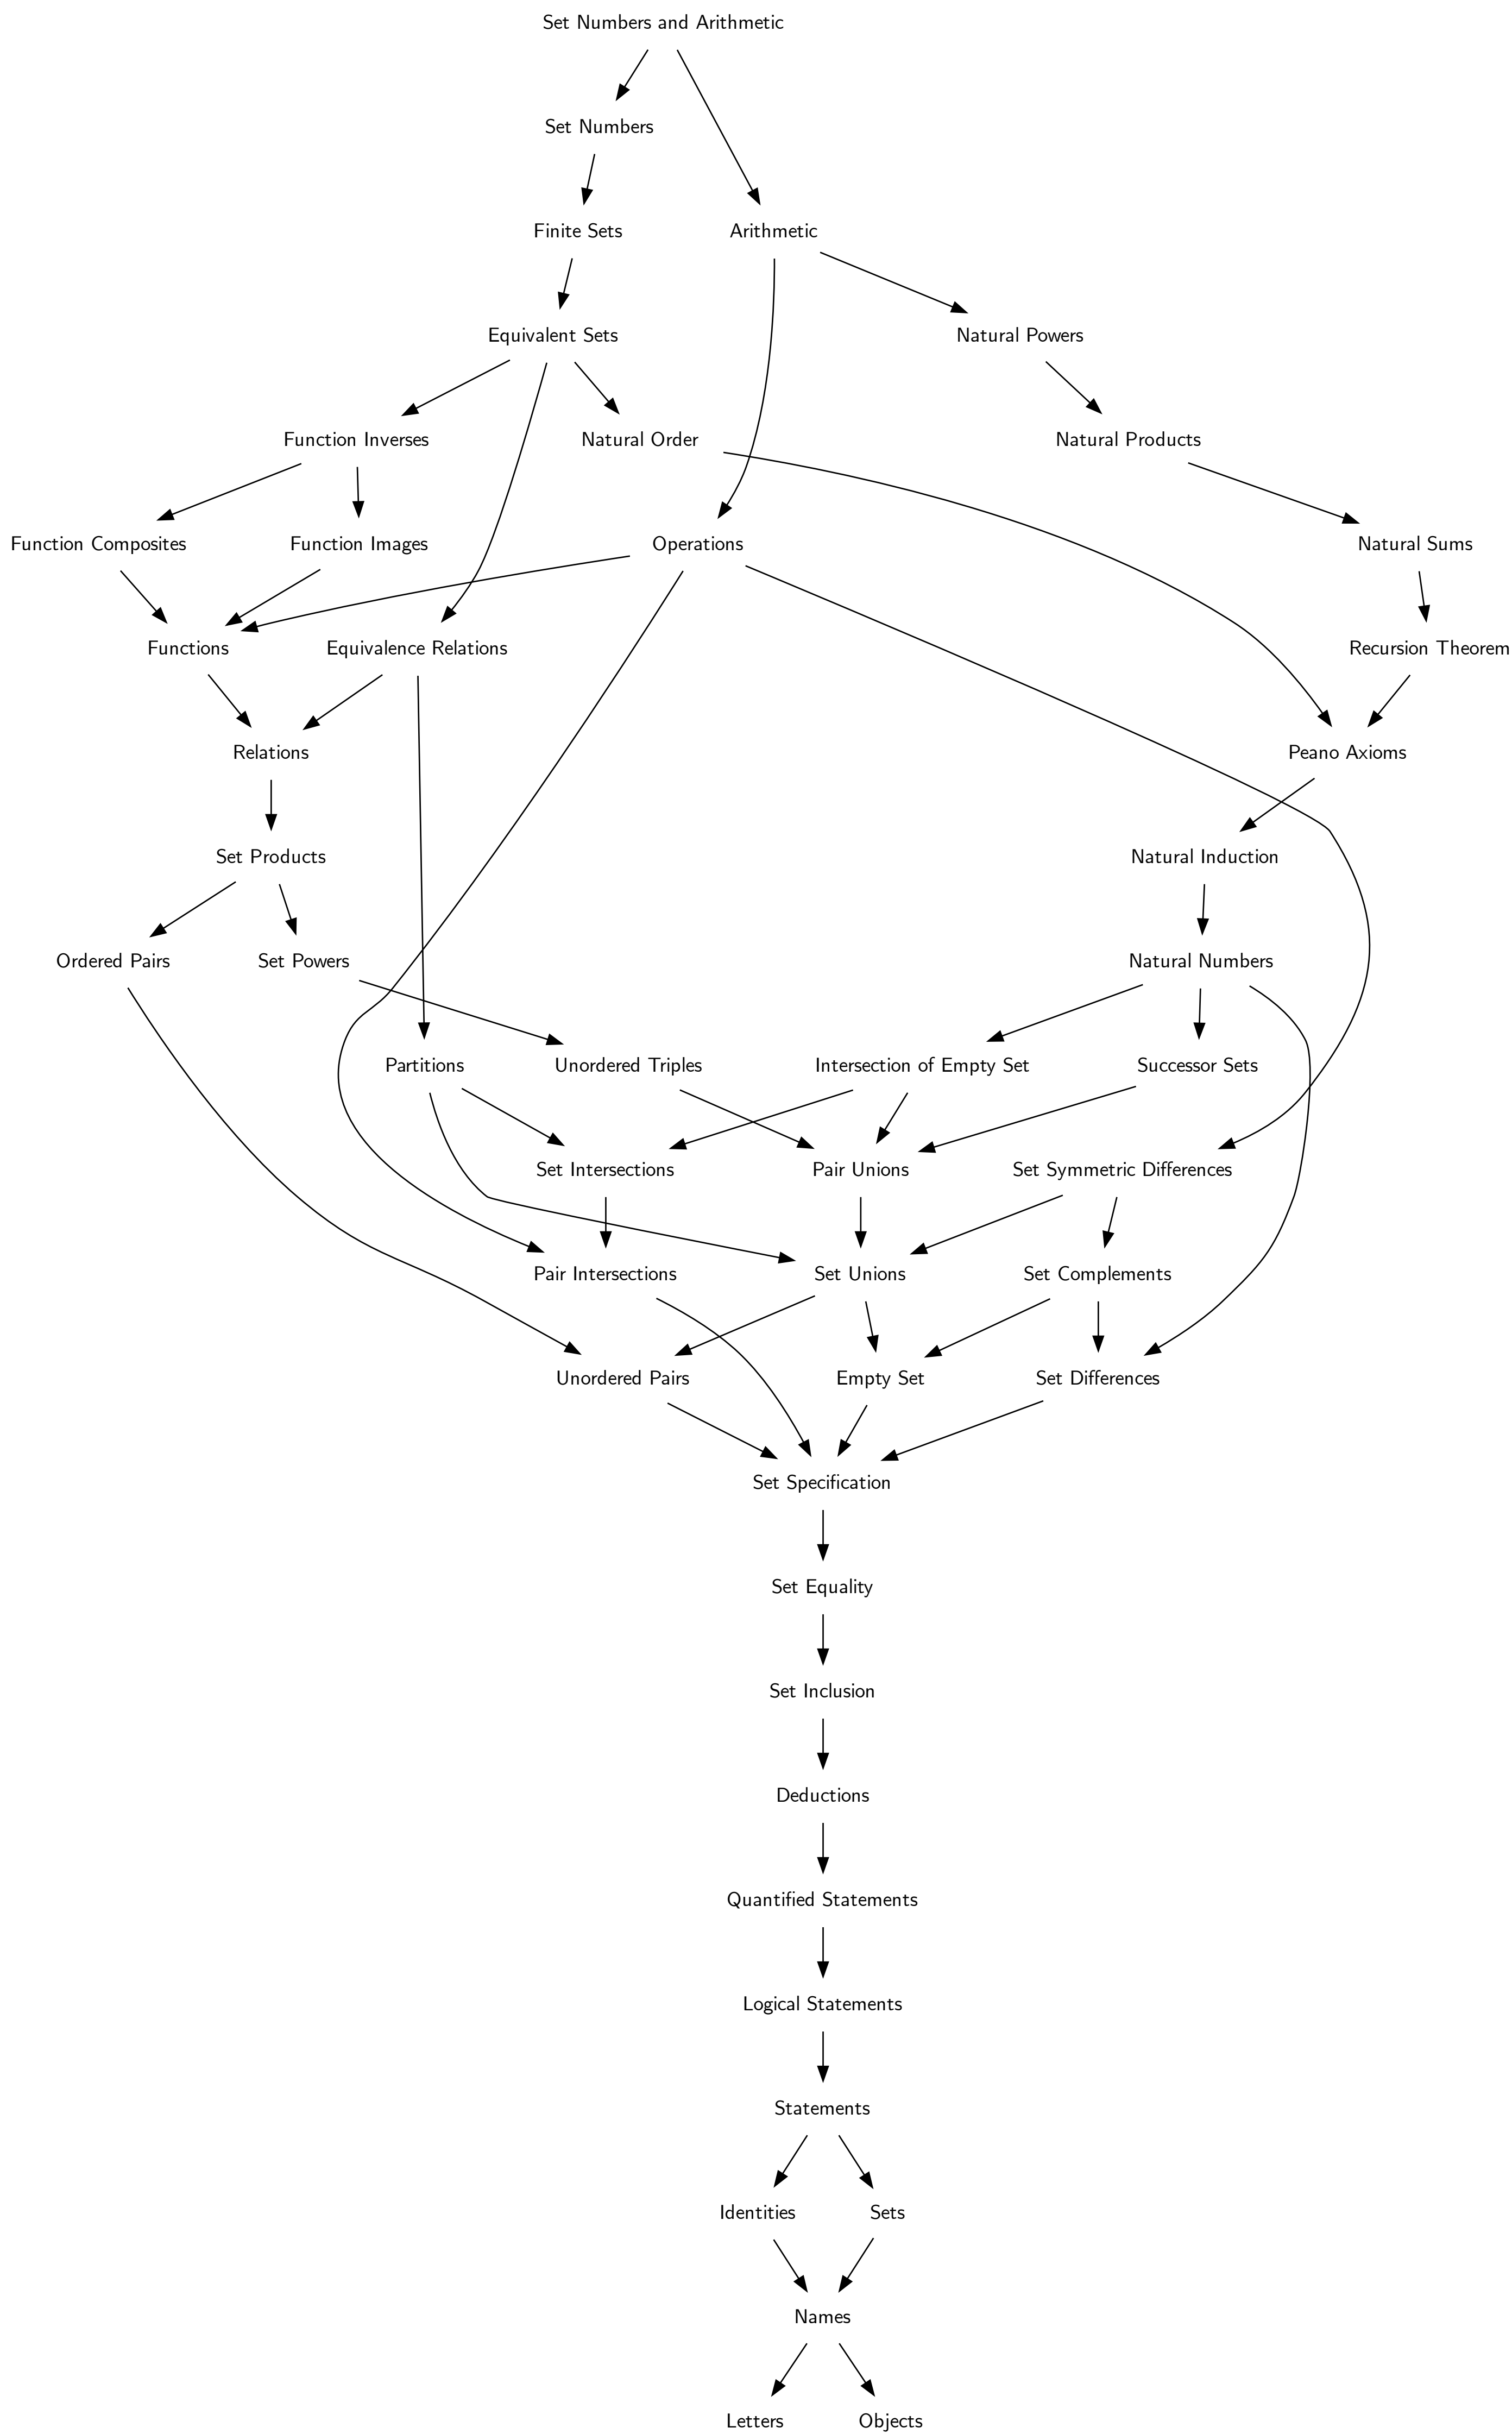 Set Numbers and Arithmetic
Set Numbers
Finite Sets
Arithmetic
Equivalent Sets
Natural Powers
Function Inverses
Natural Order
Natural Products
Function Composites
Function Images
Operations
Natural Sums
Functions
Equivalence Relations
Recursion Theorem
Relations
Peano Axioms
Set Products
Natural Induction
Ordered Pairs
Set Powers
Natural Numbers
Partitions
Unordered Triples
Intersection of Empty Set
Successor Sets
Set Intersections
Pair Unions
Set Symmetric Differences
Pair Intersections
Set Unions
Set Complements
Unordered Pairs
Empty Set
Set Differences
Set Specification
Set Equality
Set Inclusion
Deductions
Quantified Statements
Logical Statements
Statements
Identities
Sets
Names
Letters
Objects